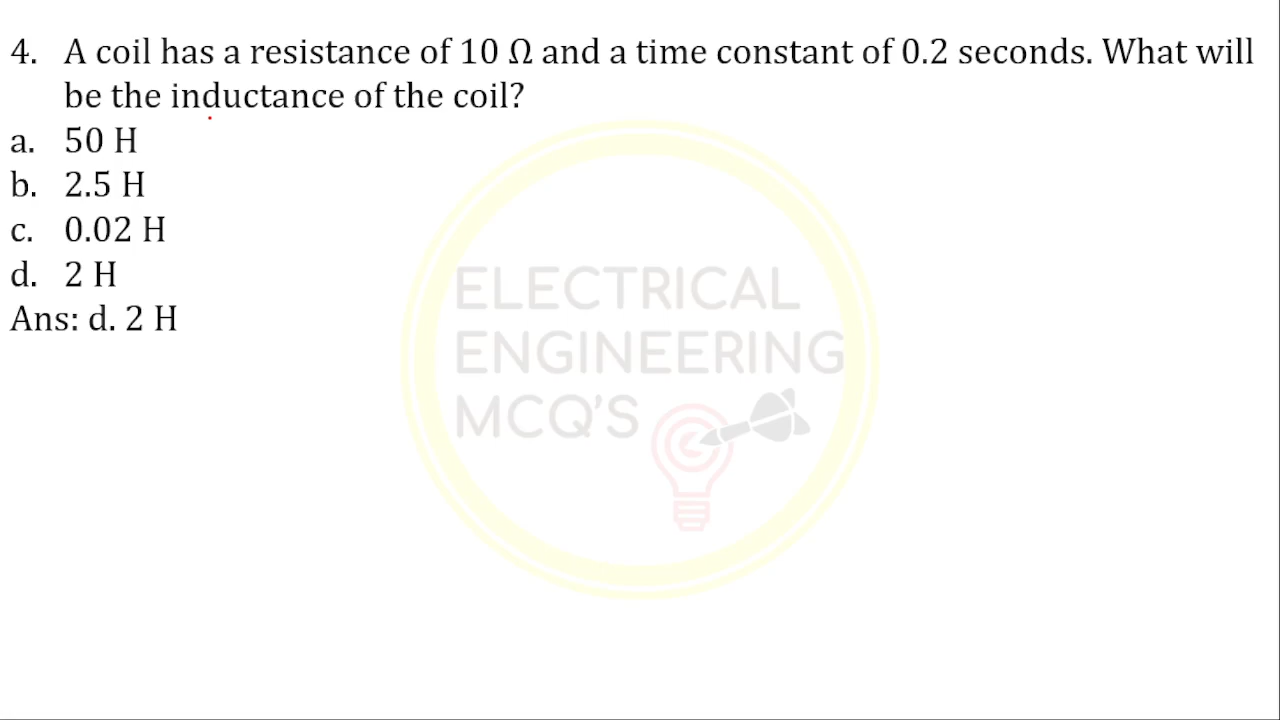 4. A coil has a resistance of 10 Ω and a time constant of 0.2 seconds. What will
be the inductance of the coil?
a. 50 H
b. 2.5 H
c. 0.02 H
d. 2 H
Ans: d. 2 H
ELECTRICAL
ENGINEERING
MCQ'S